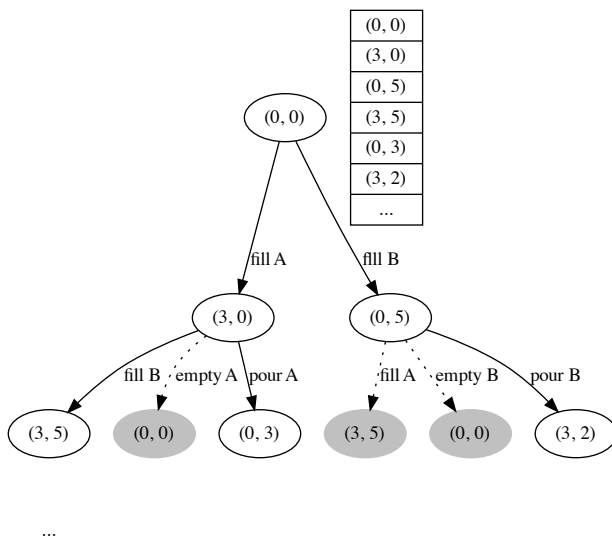 (0, 0)
(3, 0)
(0, 5)
(3, 5)
(0, 3)
(3, 2)
...
(0, 0)
fill A
flll B
(3, 0)
(0, 5)
fill B
empty A
pour A
fill A
empty B
pour B
(3, 5)
(0, 0)
(0, 3)
(3, 5)
(0, 0)
(3, 2)
...